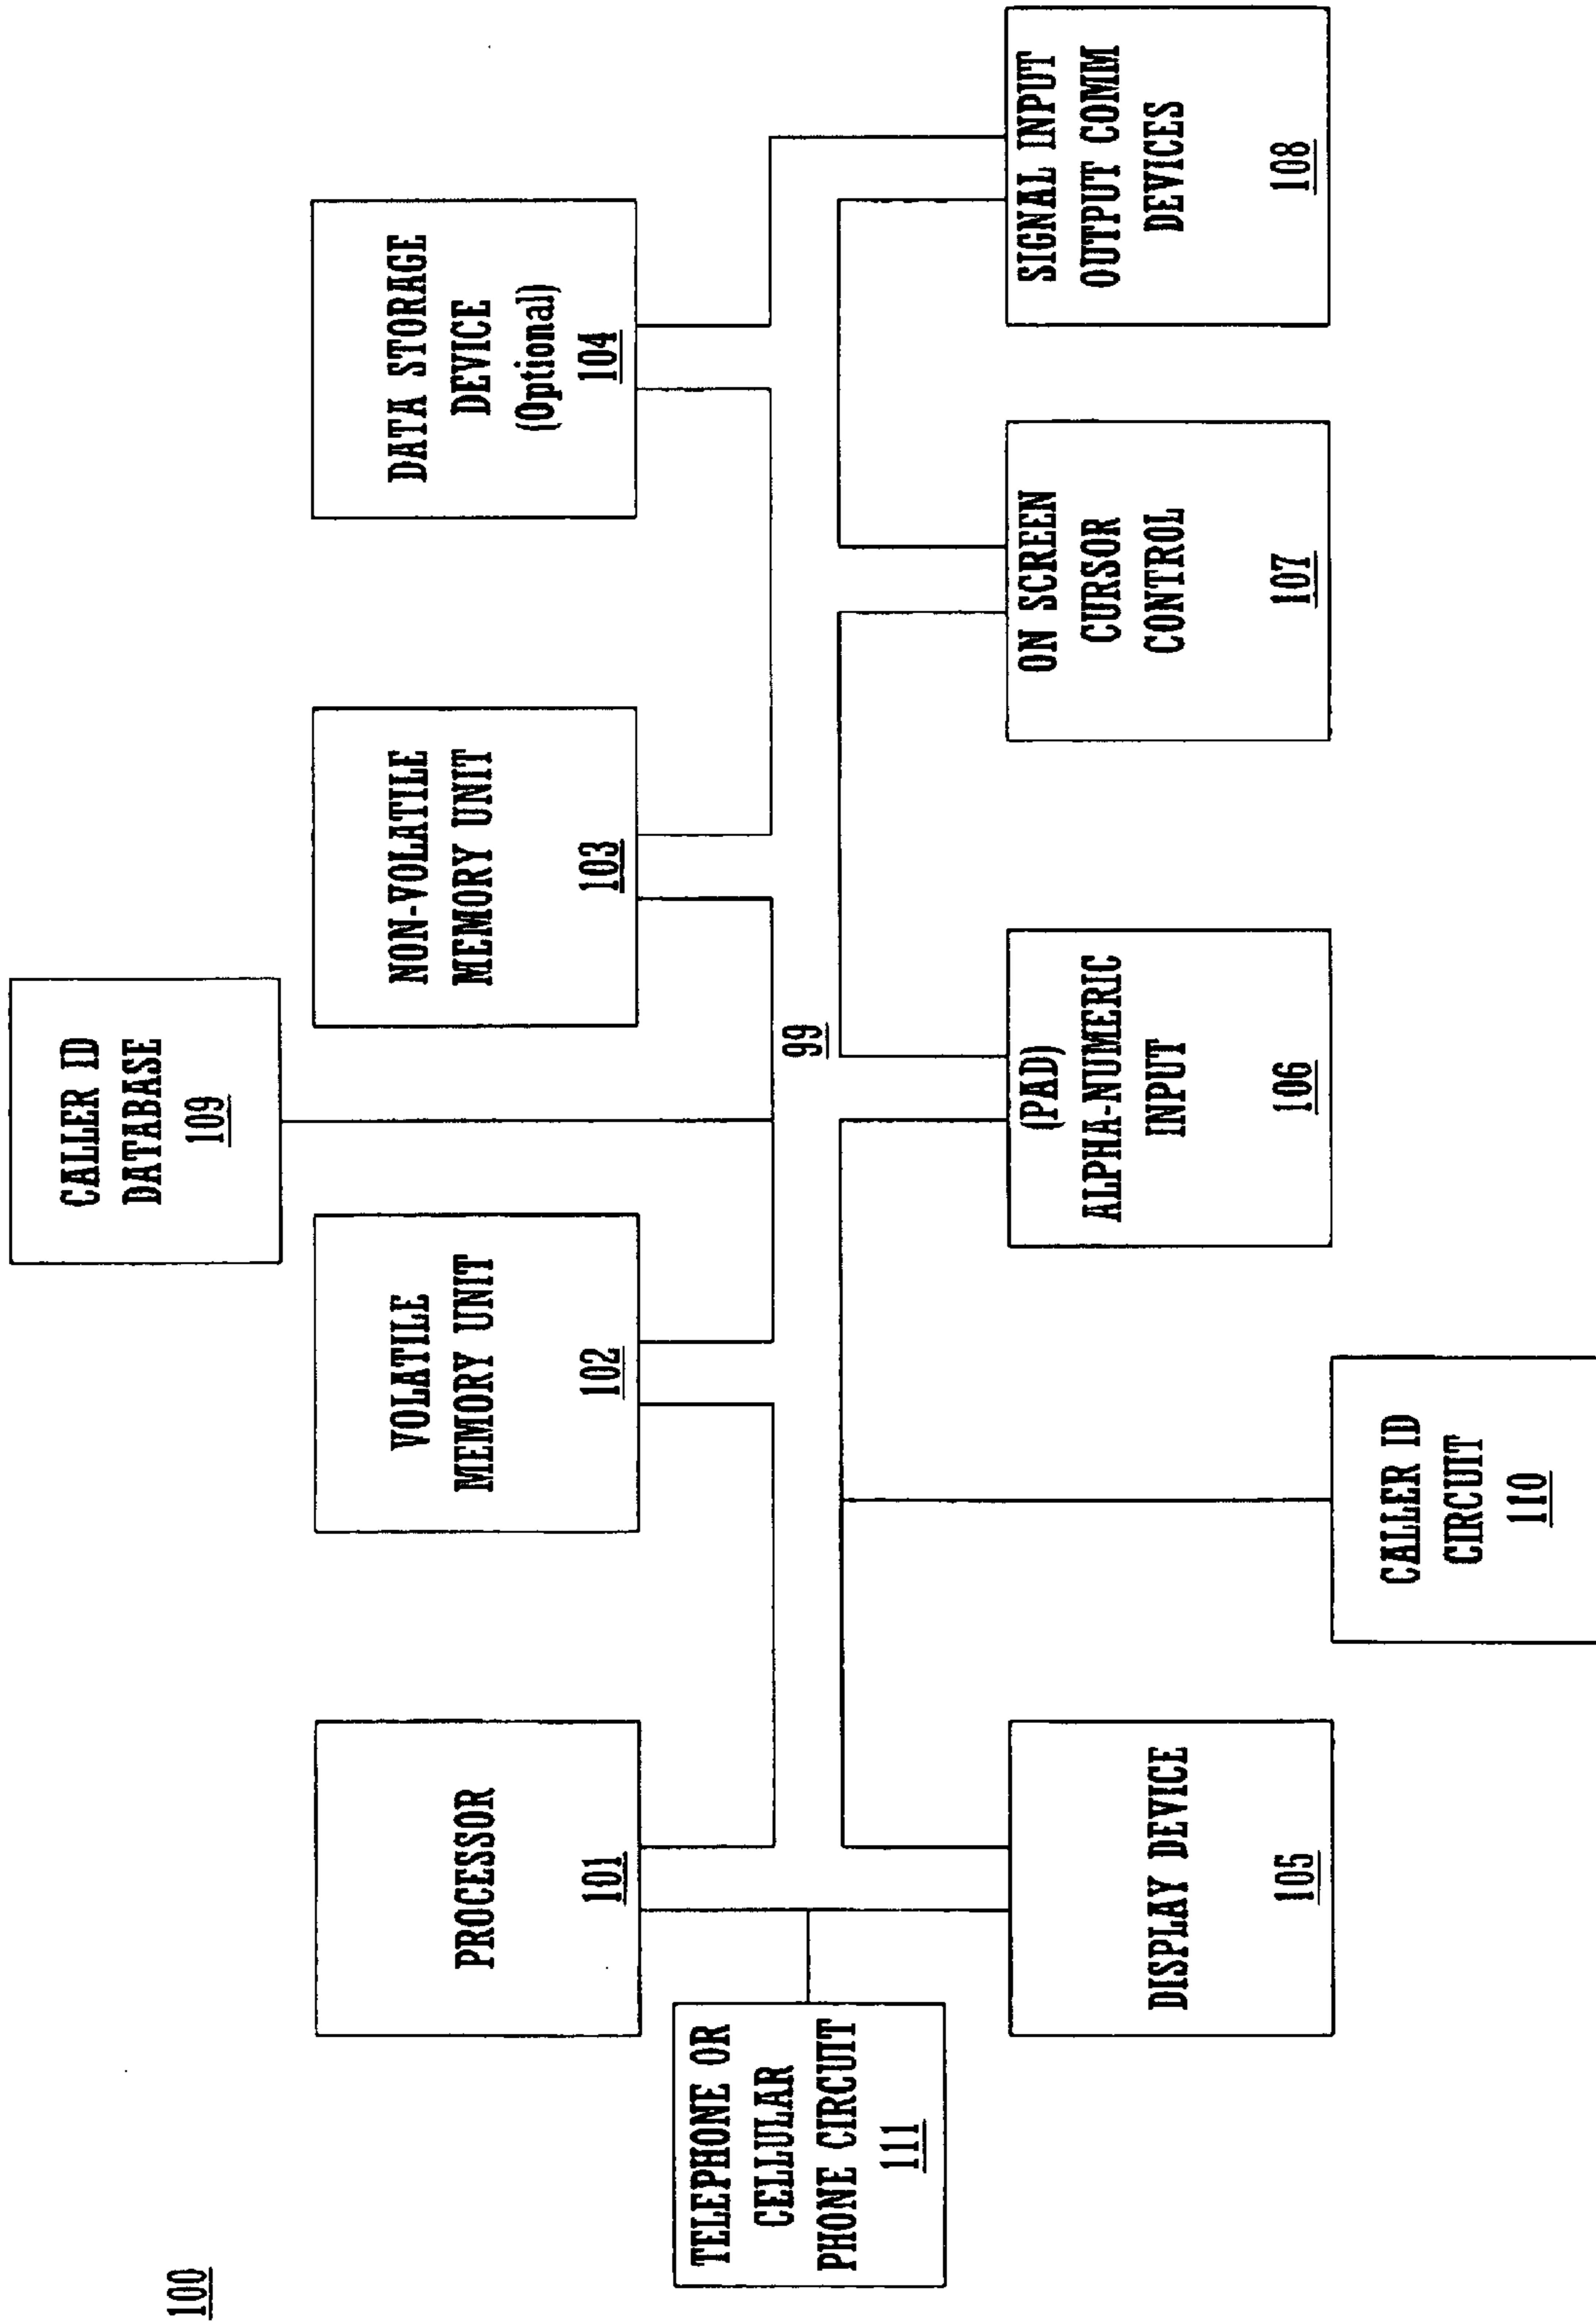 100
CALLER ID
DATABASE
109
PROCESSOR
101
VOLATILE
MEMORY UNIT
102
NON-VOLATILE
MEMORY UNIT
103
DATA STORAGE
DEVICE
(Optional)
104
TELEPHONE OR
CELLULAR
PHONE CIRCUIT
111
99
DISPLAY DEVICE
105
(PAD)
ALPHA-NUMERIC
INPUT
106
ON SCREEN
CURSOR
CONTROL
107
SIGNAL INPUT
OUTPUT COMM
DEVICES
108
CALLER ID
CIRCUIT
110